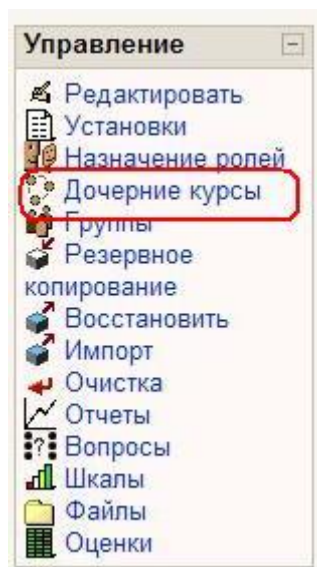 Управление
Редактировать
Установки
Назначение ролей
Дочерние курсы
Группы
Резервное
копирование
Восстановить
Импорт
Очистка
Отчеты
Вопросы
Шкалы
Файлы
Оценки